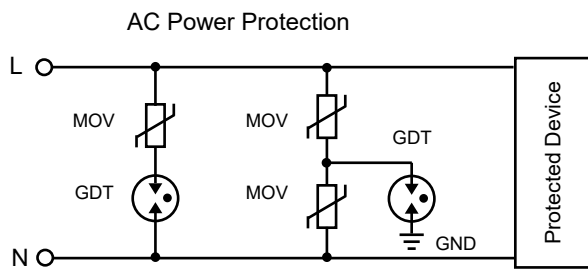 AC Power Protection
L
MOV
MOV
GDT
GDT
MOV
GND
N
Protected Device